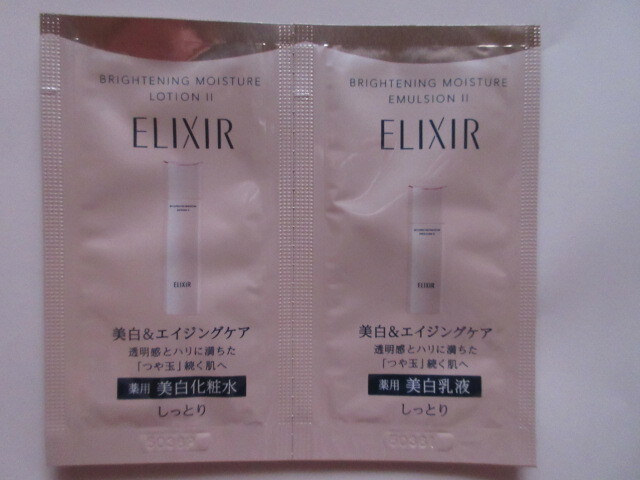 BRIGHTENING MOISTURE
LOTION II
ELIXIR
ELIXIR
美白&エイジングケア
透明感とハリに満ちた
「つや玉」続く肌へ
薬用 美白化粧水
しっとり
BRIGHTENING MOISTURE
EMULSION II
ELIXIR
ELIXIR
美白&エイジングケア
透明感とハリに満ちた
「つや玉」続く肌へ
薬用 美白乳液
しっとり